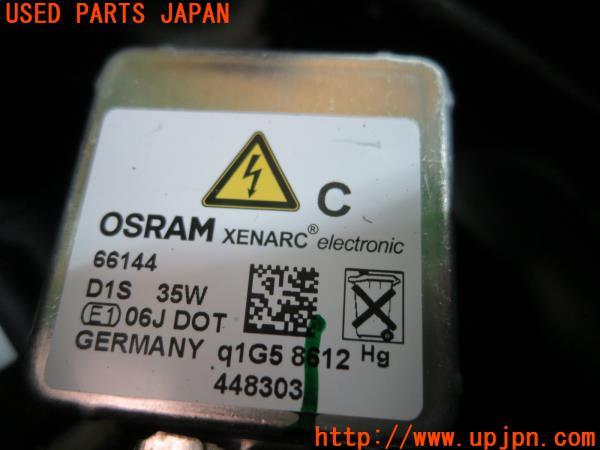 USED PARTS JAPAN
C
OSRAM XENARC® electronic
66144
D1S 35W
E1 06J DOT
GERMANY q1G5 8612 Hg
448303
http://www.upjpn.com